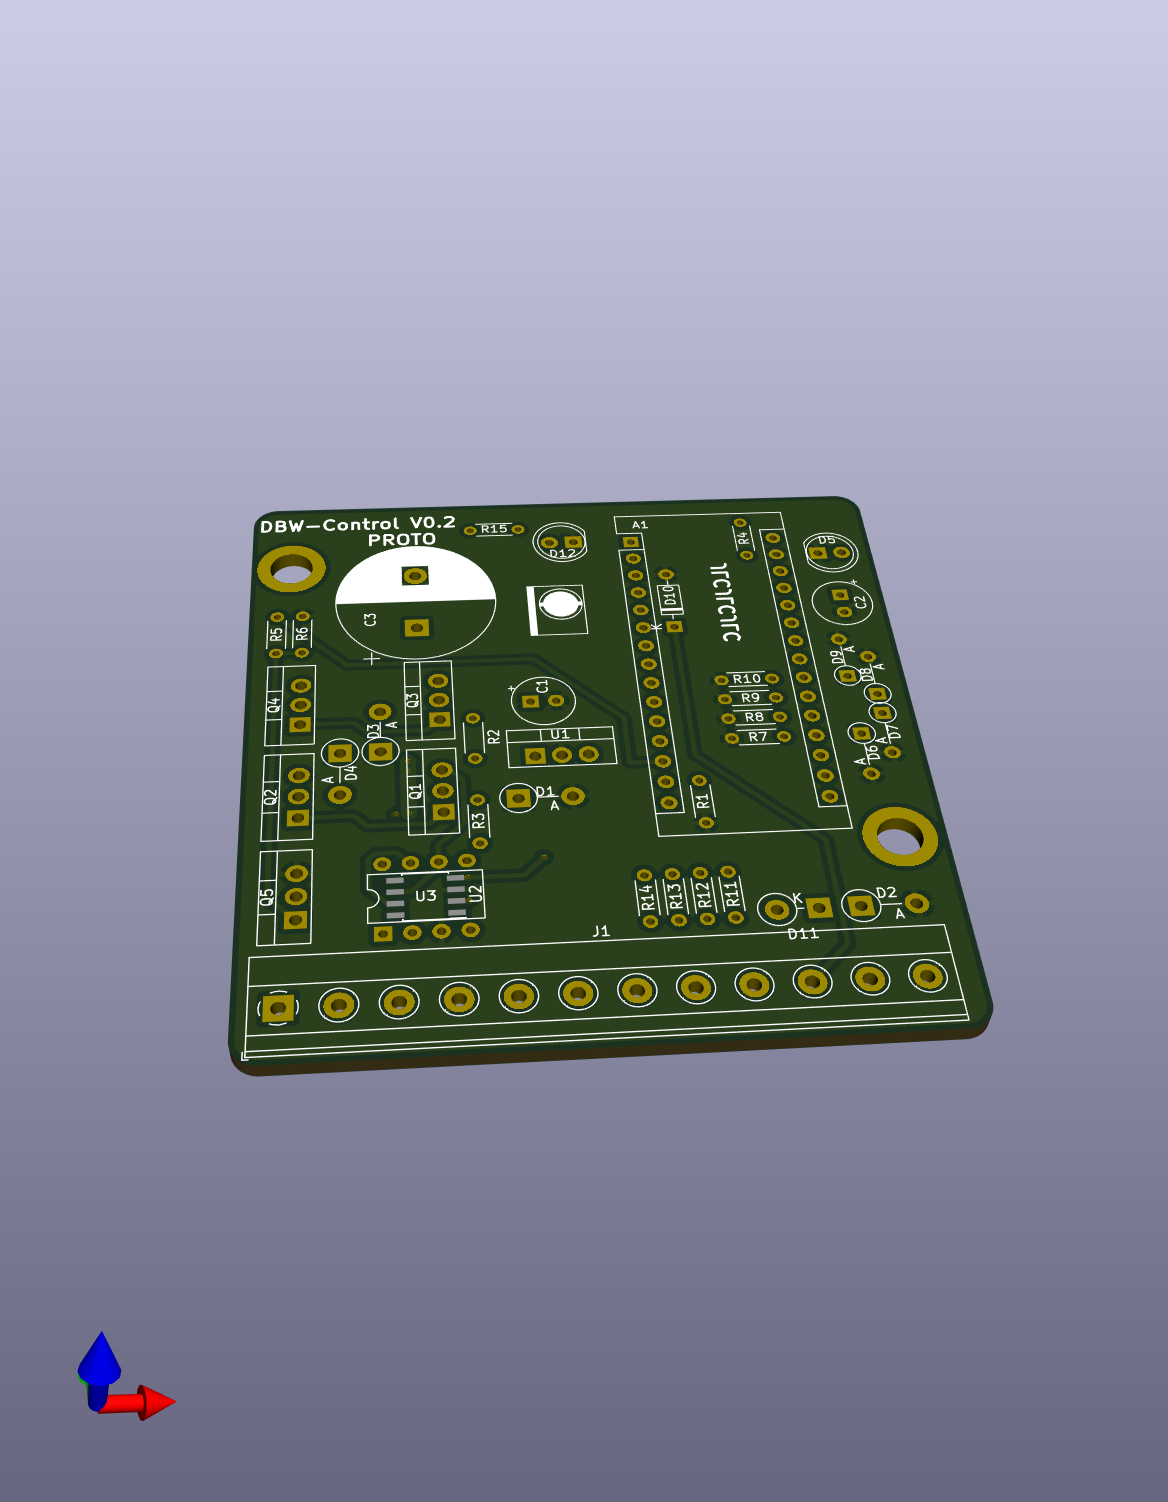 DBW-Control V0.2
PROTO
R15
D12
A1
R4
D5
+
C2
D10
K
C3
+
R5
R6
D9
A
D8
A
Q4
D3
A
Q3
+
C1
R10
R9
R8
R7
U1
R2
D7
A
D6
A
D4
A
Q2
Q1
D1
A
R1
R3
Q5
U3
U2
R14
R13
R12
R11
K
D11
D2
A
J1